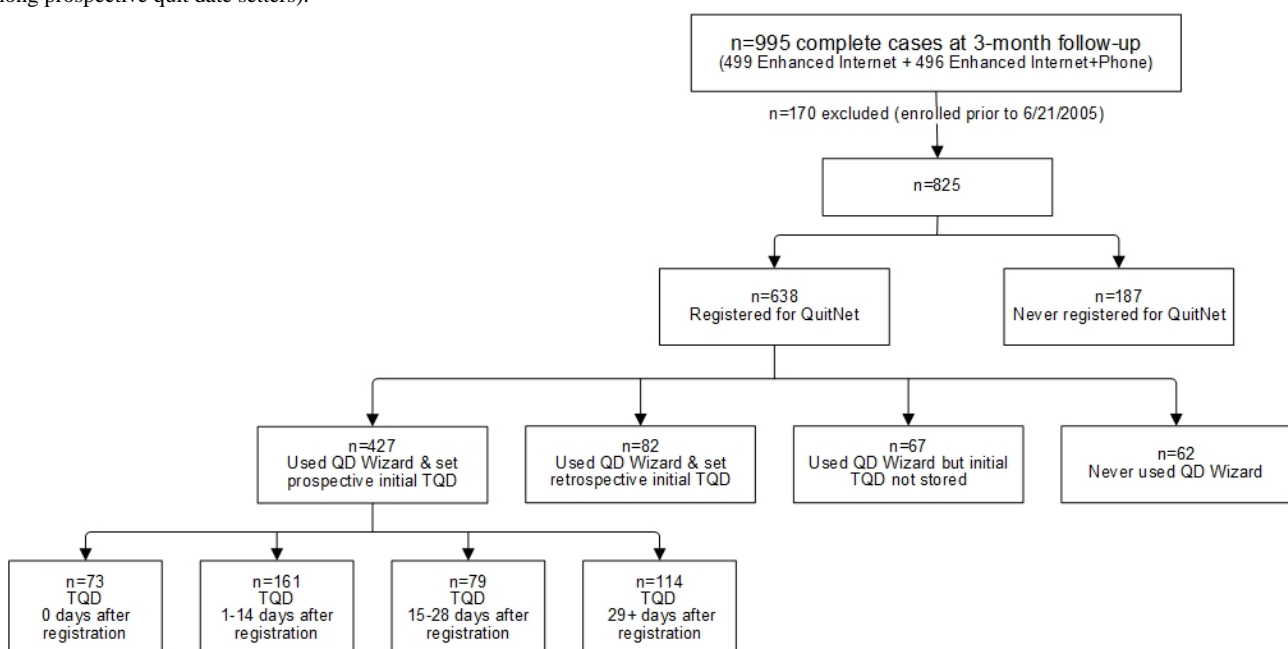 ong prospective quit date setters).
n=995 complete cases at 3-month follow-up
(499 Enhanced Internet + 496 Enhanced Internet+Phone)
n=170 excluded (enrolled prior to 6/21/2005)
n=825
n=638
Registered for QuitNet
n=187
Never registered for QuitNet
n=427
Used QD Wizard & set
prospective initial TQD
n=82
Used QD Wizard & set
retrospective initial TQD
n=67
Used QD Wizard but initial
TQD not stored
n=62
Never used QD Wizard
n=73
TQD
0 days after
registration
n=161
TQD
1-14 days after
registration
n=79
TQD
15-28 days after
registration
n=114
TQD
29+ days after
registration